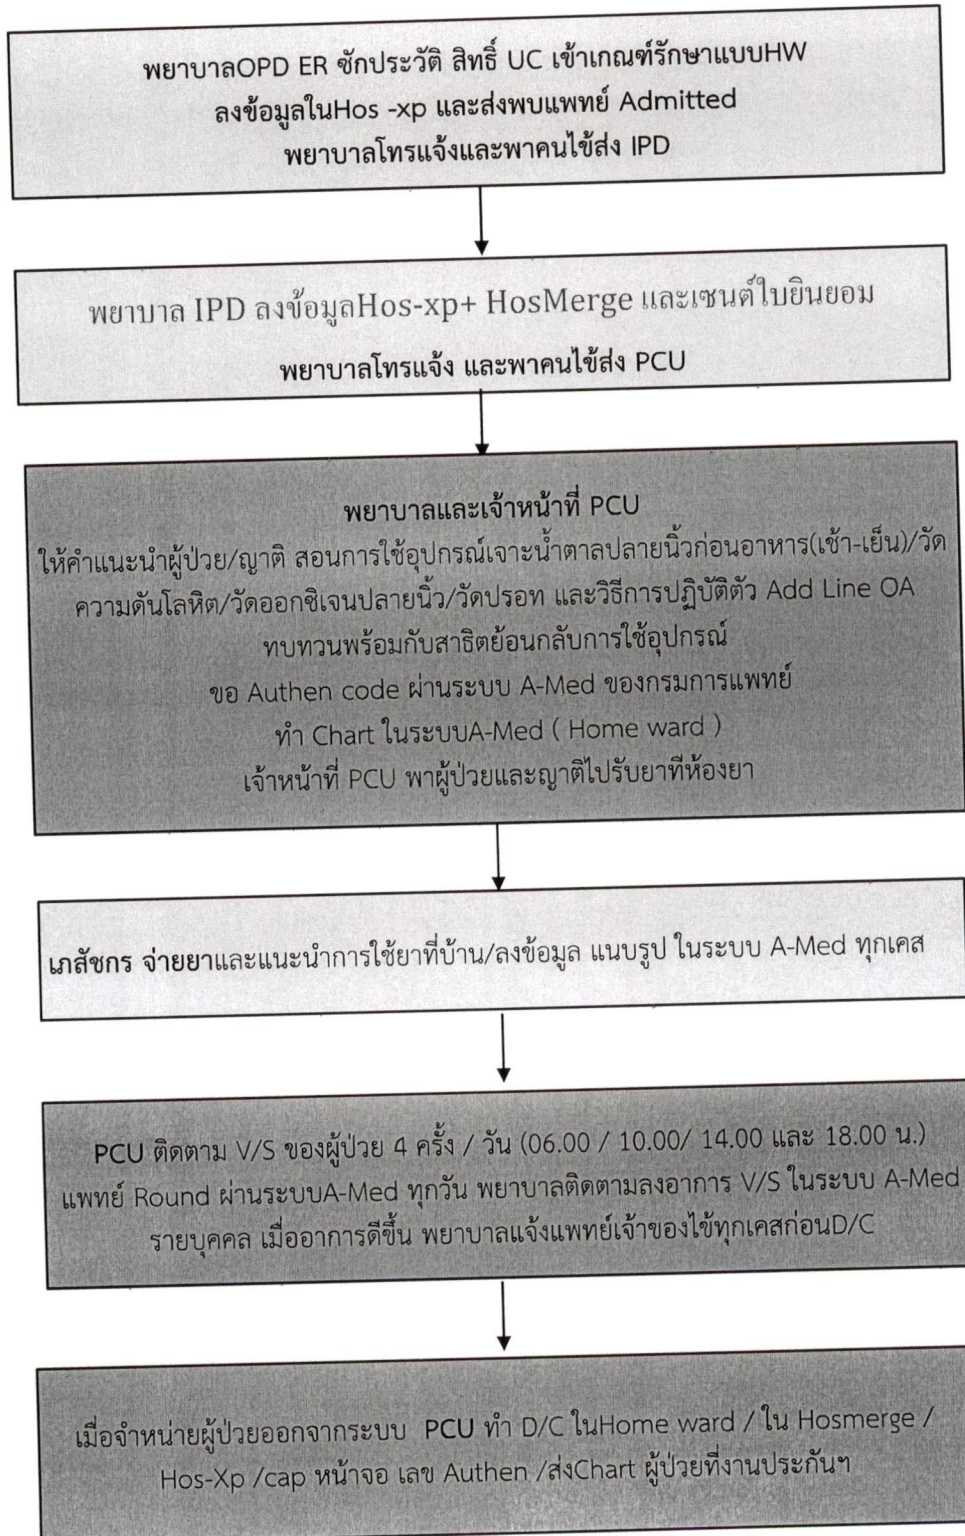 พยาบาลOPD ER ซักประวัติ สิทธิ์ UC เข้าเกณฑ์รักษาแบบHW
ลงข้อมูลในHos -xp และส่งพบแพทย์ Admitted
พยาบาลโทรแจ้งและพาคนไข้ส่ง IPD
พยาบาล IPD ลงข้อมูลHos-xp+ HosMerge และเซนต์ใบยินยอม
พยาบาลโทรแจ้ง และพาคนไข้ส่ง PCU
พยาบาลและเจ้าหน้าที่ PCU
ให้คำแนะนำผู้ป่วย/ญาติ สอนการใช้อุปกรณ์เจาะน้ำตาลปลายนิ้วก่อนอาหาร(เช้า-เย็น)/วัด
ความดันโลหิต/วัดออกซิเจนปลายนิ้ว/วัดปรอท และวิธีการปฏิบัติตัว Add Line OA
ทบทวนพร้อมกับสาธิตย้อนกลับการใช้อุปกรณ์
ขอ Authen code ผ่านระบบ A-Med ของกรมการแพทย์
ทำ Chart ในระบบA-Med ( Home ward )
เจ้าหน้าที่ PCU พาผู้ป่วยและญาติไปรับยาที่ห้องยา
เภสัชกร จ่ายยาและแนะนำการใช้ยาที่บ้าน/ลงข้อมูล แนบรูป ในระบบ A-Med ทุกเคส
PCU ติดตาม V/S ของผู้ป่วย 4 ครั้ง / วัน (06.00 / 10.00/ 14.00 และ 18.00 น.)
แพทย์ Round ผ่านระบบA-Med ทุกวัน พยาบาลติดตามลงอาการ V/S ในระบบ A-Med
รายบุคคล เมื่ออาการดีขึ้น พยาบาลแจ้งแพทย์เจ้าของไข้ทุกเคสก่อนD/C
เมื่อจำหน่ายผู้ป่วยออกจากระบบ PCU ทำ D/C ในHome ward / ใน Hosmerge /
Hos-Xp /cap หน้าจอ เลข Authen /ส่งChart ผู้ป่วยที่งานประกันฯ